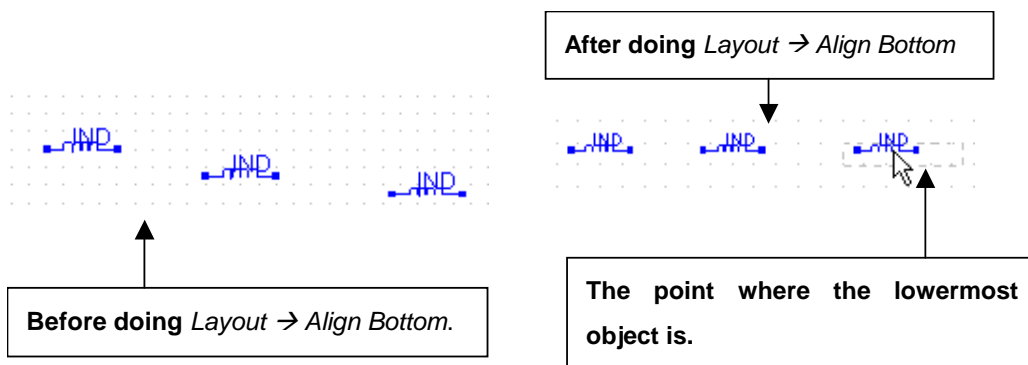 After doing Layout → Align Bottom
IND
IND
IND
IND
IND
IND
Before doing Layout → Align Bottom.
The point where the lowermost
object is.